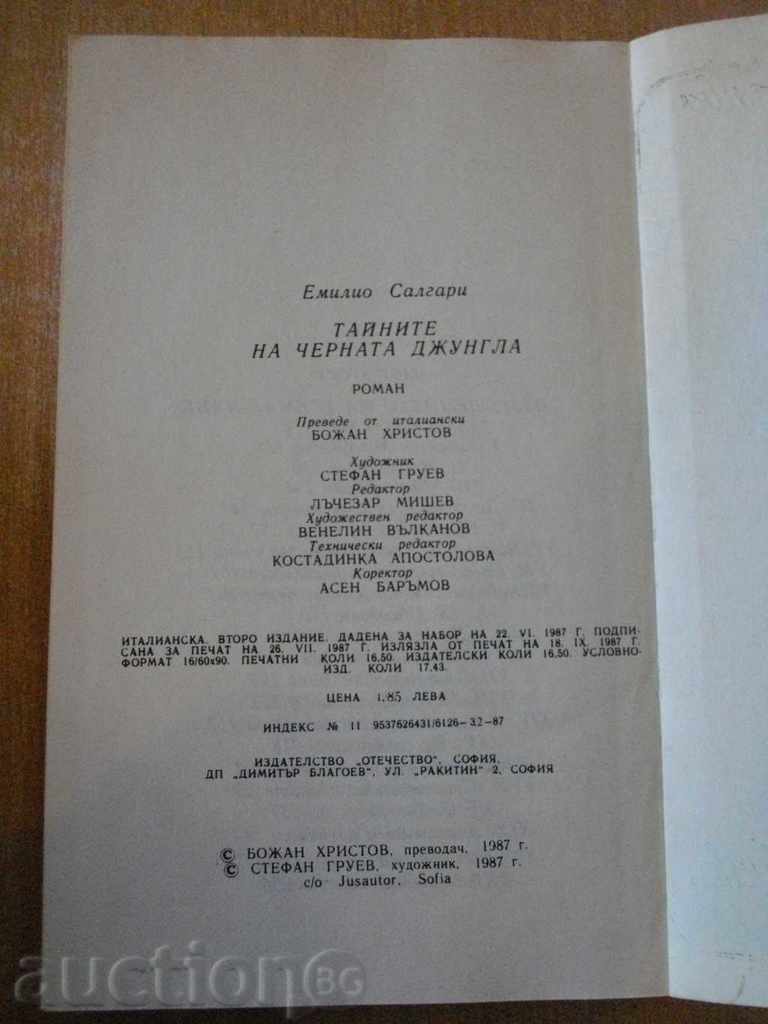 Емилио Салгари
ТАЙНИТЕ
НА ЧЕРНАТА ДЖУНГЛА
РОМАН
Преведе от италиански
БОЖАН ХРИСТОВ
Художник
СТЕФАН ГРУЕВ
Редактор
ЛЪЧЕЗАР МИШЕВ
Художествен редактор
ВЕНЕЛИН ВЪЛКАНОВ
Технически редактор
КОСТАДИНКА АПОСТОЛОВА
Коректор
АСЕН БАРЪМОВ
ИТАЛИАНСКА. ВТОРО ИЗДАНИЕ. ДАДЕНА ЗА НАБОР НА 22. VI. 1987 Г. ПОДПИ-
САНА ЗА ПЕЧАТ НА 26. VII. 1987 Г. ИЗЛЯЗЛА ОТ ПЕЧАТ НА 18. IX. 1987 Г.
ФОРМАТ 16/60х90. ПЕЧАТНИ КОЛИ 16,50. ИЗДАТЕЛСКИ КОЛИ 16,50. УСЛОВНО-
ИЗД. КОЛИ 17.43.
ЦЕНА 1,85 ЛЕВА
ИНДЕКС № 11 9537626431/6126-32-87
ИЗДАТЕЛСТВО „ОТЕЧЕСТВО", СОФИЯ,
ДП „ДИМИТЪР БЛАГОЕВ", УЛ. „РАКИТИН" 2, СОФИЯ
© БОЖАН ХРИСТОВ, преводач, 1987 г.
© СТЕФАН ГРУЕВ, художник, 1987 г.
c/o Jusautor, Sofia
auctionBG